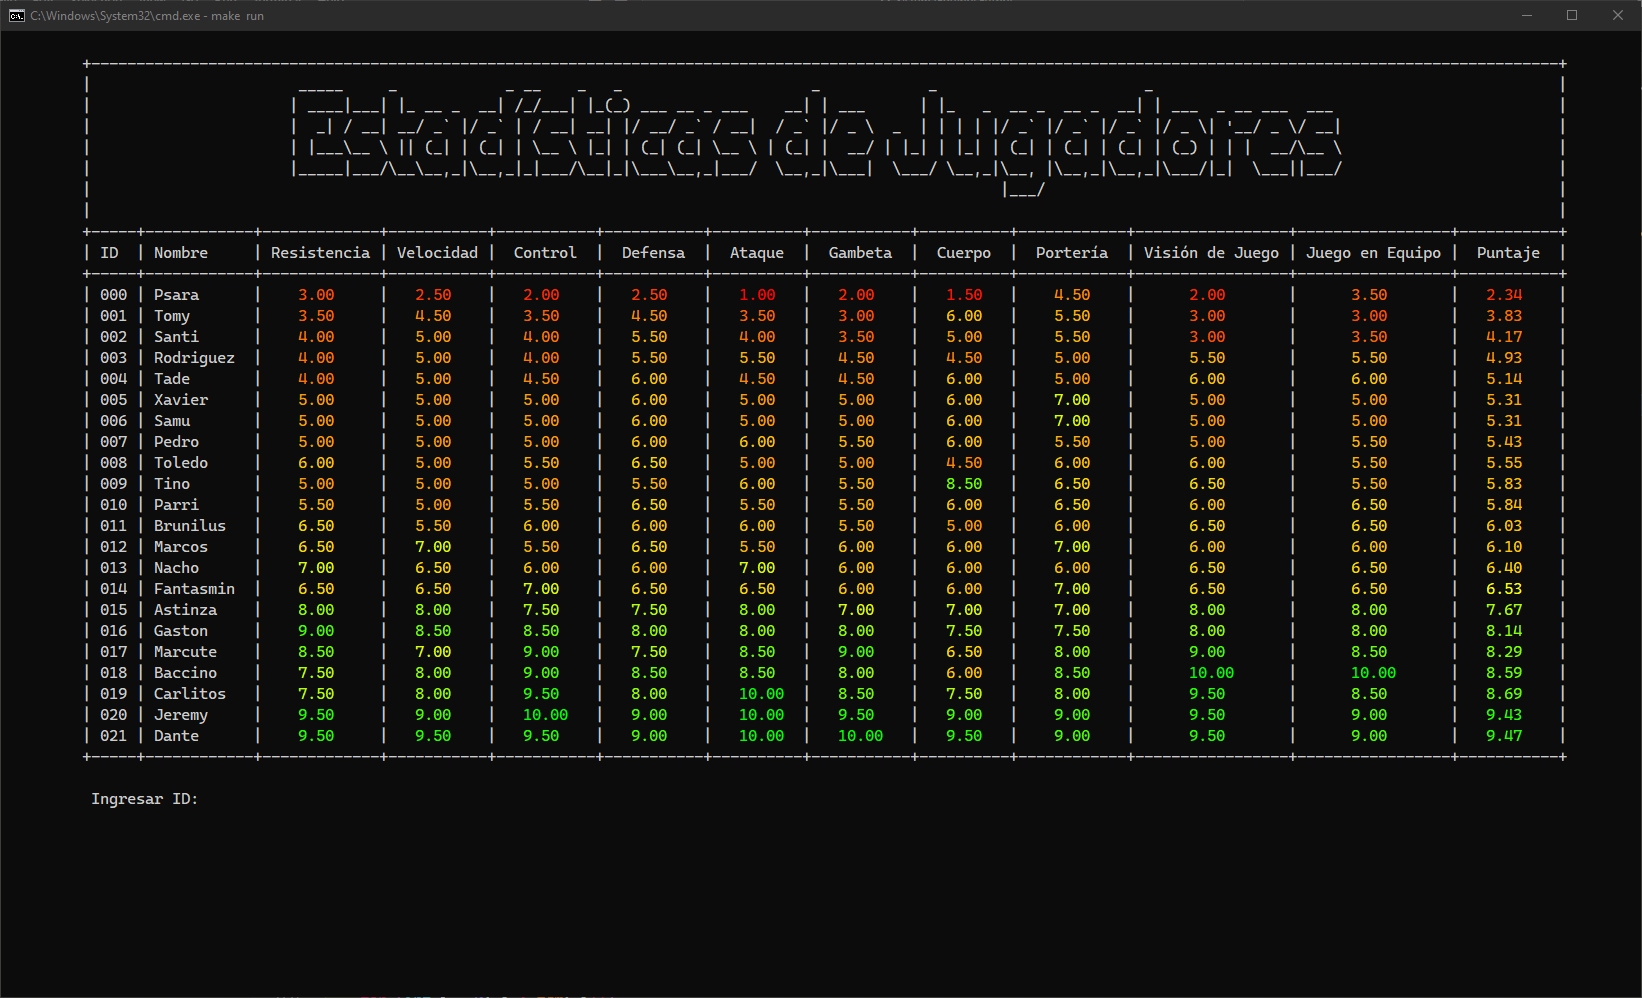 C:\Windows\System32\cmd.exe - make run
Estadísticas de Jugadores
| ID | Nombre | Resistencia | Velocidad | Control | Defensa | Ataque | Gambeta | Cuerpo | Portería | Visión de Juego | Juego en Equipo | Puntaje |
| 000 | Psara | 3.00 | 2.50 | 2.00 | 2.50 | 1.00 | 2.00 | 1.50 | 4.50 | 2.00 | 3.50 | 2.34 |
| 001 | Tomy | 3.50 | 4.50 | 3.50 | 4.50 | 3.50 | 3.00 | 6.00 | 5.50 | 3.00 | 3.00 | 3.83 |
| 002 | Santi | 4.00 | 5.00 | 4.00 | 5.50 | 4.00 | 3.50 | 5.00 | 5.50 | 3.00 | 3.50 | 4.17 |
| 003 | Rodriguez | 4.00 | 5.00 | 4.00 | 5.50 | 5.50 | 4.50 | 4.50 | 5.00 | 5.50 | 5.50 | 4.93 |
| 004 | Tade | 4.00 | 5.00 | 4.50 | 6.00 | 4.50 | 4.50 | 6.00 | 5.00 | 6.00 | 6.00 | 5.14 |
| 005 | Xavier | 5.00 | 5.00 | 5.00 | 6.00 | 5.00 | 5.00 | 6.00 | 7.00 | 5.00 | 5.00 | 5.31 |
| 006 | Samu | 5.00 | 5.00 | 5.00 | 6.00 | 5.00 | 5.00 | 6.00 | 7.00 | 5.00 | 5.00 | 5.31 |
| 007 | Pedro | 5.00 | 5.00 | 5.00 | 6.00 | 6.00 | 5.50 | 6.00 | 5.50 | 5.00 | 5.50 | 5.43 |
| 008 | Toledo | 6.00 | 5.00 | 5.50 | 6.50 | 5.00 | 5.00 | 4.50 | 6.00 | 6.00 | 5.50 | 5.55 |
| 009 | Tino | 5.00 | 5.00 | 5.00 | 5.50 | 6.00 | 5.50 | 8.50 | 6.50 | 6.50 | 5.50 | 5.83 |
| 010 | Parri | 5.50 | 5.00 | 5.50 | 6.50 | 5.50 | 5.50 | 6.00 | 6.50 | 6.00 | 6.50 | 5.84 |
| 011 | Brunilus | 6.50 | 5.50 | 6.00 | 6.00 | 6.00 | 5.50 | 5.00 | 6.00 | 6.50 | 6.50 | 6.03 |
| 012 | Marcos | 6.50 | 7.00 | 5.50 | 6.50 | 5.50 | 6.00 | 6.00 | 7.00 | 6.00 | 6.00 | 6.10 |
| 013 | Nacho | 7.00 | 6.50 | 6.00 | 6.00 | 7.00 | 6.00 | 6.00 | 6.00 | 6.50 | 6.50 | 6.40 |
| 014 | Fantasmin | 6.50 | 6.50 | 7.00 | 6.50 | 6.50 | 6.00 | 6.00 | 7.00 | 6.50 | 6.50 | 6.53 |
| 015 | Astinza | 8.00 | 8.00 | 7.50 | 7.50 | 8.00 | 7.00 | 7.00 | 7.00 | 8.00 | 8.00 | 7.67 |
| 016 | Gaston | 9.00 | 8.50 | 8.50 | 8.00 | 8.00 | 8.00 | 7.50 | 7.50 | 8.00 | 8.00 | 8.14 |
| 017 | Marcute | 8.50 | 7.00 | 9.00 | 7.50 | 8.50 | 9.00 | 6.50 | 8.00 | 9.00 | 8.50 | 8.29 |
| 018 | Baccino | 7.50 | 8.00 | 9.00 | 8.50 | 8.50 | 8.00 | 6.00 | 8.50 | 10.00 | 10.00 | 8.59 |
| 019 | Carlitos | 7.50 | 8.00 | 9.50 | 8.00 | 10.00 | 8.50 | 7.50 | 8.00 | 9.50 | 8.50 | 8.69 |
| 020 | Jeremy | 9.50 | 9.00 | 10.00 | 9.00 | 10.00 | 9.50 | 9.00 | 9.00 | 9.50 | 9.00 | 9.43 |
| 021 | Dante | 9.50 | 9.50 | 9.50 | 9.00 | 10.00 | 10.00 | 9.50 | 9.00 | 9.50 | 9.00 | 9.47 |
Ingresar ID: